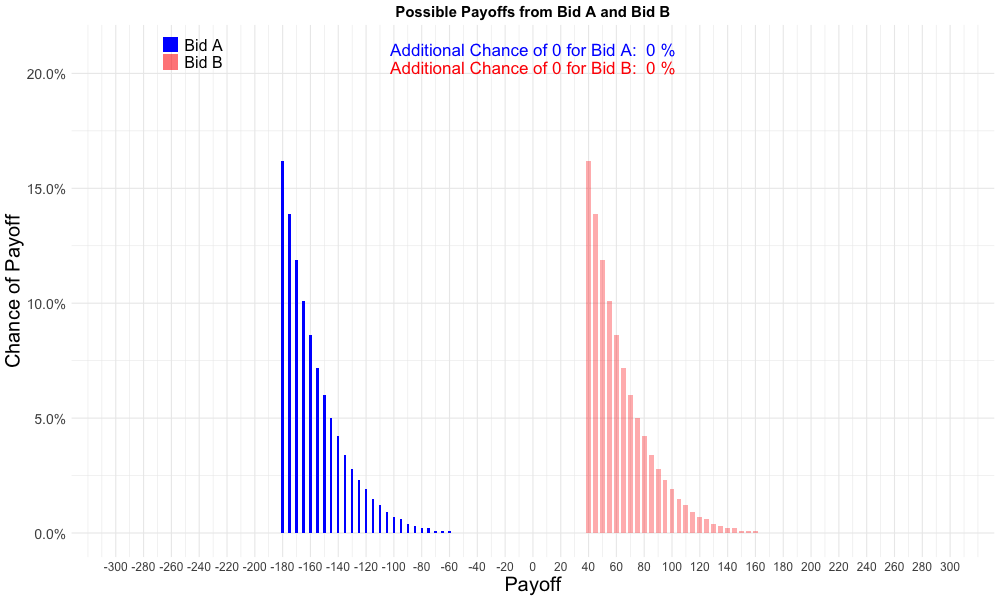 Possible Payoffs from Bid A and Bid B
Bid A
Bid B
Additional Chance of 0 for Bid A:  0 %
Additional Chance of 0 for Bid B:  0 %
20.0%
15.0%
10.0%
5.0%
0.0%
Chance of Payoff
-300 -280 -260 -240 -220 -200 -180 -160 -140 -120 -100 -80 -60 -40 -20 0 20 40 60 80 100 120 140 160 180 200 220 240 260 280 300
Payoff